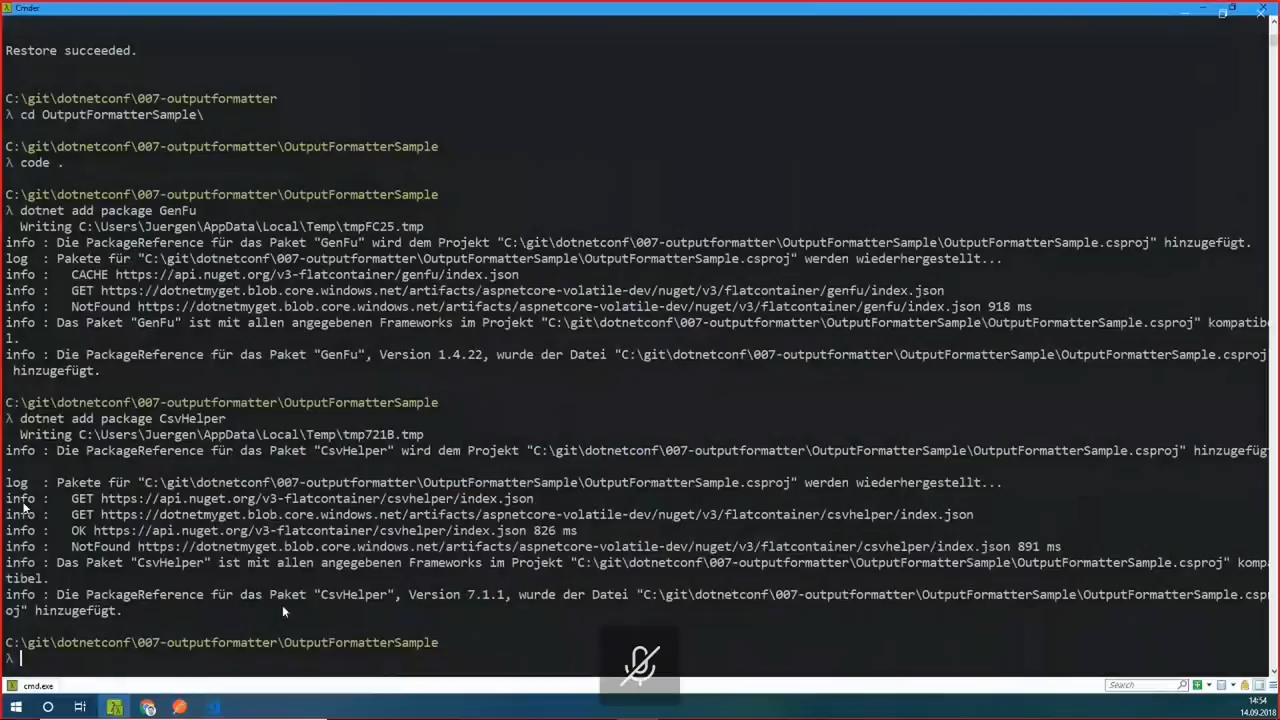 Cmder
Restore succeeded.
C:\git\dotnetconf\007-outputformatter
λ cd OutputFormatterSample\
C:\git\dotnetconf\007-outputformatter\OutputFormatterSample
λ code .
C:\git\dotnetconf\007-outputformatter\OutputFormatterSample
λ dotnet add package GenFu
Writing C:\Users\Juergen\AppData\Local\Temp\tmpFC25.tmp
info : Die PackageReference für das Paket "GenFu" wird dem Projekt "C:\git\dotnetconf\007-outputformatter\OutputFormatterSample\OutputFormatterSample.csproj" hinzugefügt.
log  : Pakete für "C:\git\dotnetconf\007-outputformatter\OutputFormatterSample\OutputFormatterSample.csproj" werden wiederhergestellt...
info :   CACHE https://api.nuget.org/v3-flatcontainer/genfu/index.json
info :   GET https://dotnetmyget.blob.core.windows.net/artifacts/aspnetcore-volatile-dev/nuget/v3/flatcontainer/genfu/index.json
info :   NotFound https://dotnetmyget.blob.core.windows.net/artifacts/aspnetcore-volatile-dev/nuget/v3/flatcontainer/genfu/index.json 918 ms
info : Das Paket "GenFu" ist mit allen angegebenen Frameworks im Projekt "C:\git\dotnetconf\007-outputformatter\OutputFormatterSample\OutputFormatterSample.csproj" kompatibe
l.
info : Die PackageReference für das Paket "GenFu", Version 1.4.22, wurde der Datei "C:\git\dotnetconf\007-outputformatter\OutputFormatterSample\OutputFormatterSample.csproj"
hinzugefügt.
C:\git\dotnetconf\007-outputformatter\OutputFormatterSample
λ dotnet add package CsvHelper
Writing C:\Users\Juergen\AppData\Local\Temp\tmp721B.tmp
info : Die PackageReference für das Paket "CsvHelper" wird dem Projekt "C:\git\dotnetconf\007-outputformatter\OutputFormatterSample\OutputFormatterSample.csproj" hinzugefügt
.
log  : Pakete für "C:\git\dotnetconf\007-outputformatter\OutputFormatterSample\OutputFormatterSample.csproj" werden wiederhergestellt...
info :   GET https://api.nuget.org/v3-flatcontainer/csvhelper/index.json
info :   GET https://dotnetmyget.blob.core.windows.net/artifacts/aspnetcore-volatile-dev/nuget/v3/flatcontainer/csvhelper/index.json
info :   OK https://api.nuget.org/v3-flatcontainer/csvhelper/index.json 826 ms
info :   NotFound https://dotnetmyget.blob.core.windows.net/artifacts/aspnetcore-volatile-dev/nuget/v3/flatcontainer/csvhelper/index.json 891 ms
info : Das Paket "CsvHelper" ist mit allen angegebenen Frameworks im Projekt "C:\git\dotnetconf\007-outputformatter\OutputFormatterSample\OutputFormatterSample.csproj" kompa
tibel.
info : Die PackageReference für das Paket "CsvHelper", Version 7.1.1, wurde der Datei "C:\git\dotnetconf\007-outputformatter\OutputFormatterSample\OutputFormatterSample.cspr
oj" hinzugefügt.
C:\git\dotnetconf\007-outputformatter\OutputFormatterSample
λ
cmd.exe
Search
14:54
14.09.2018